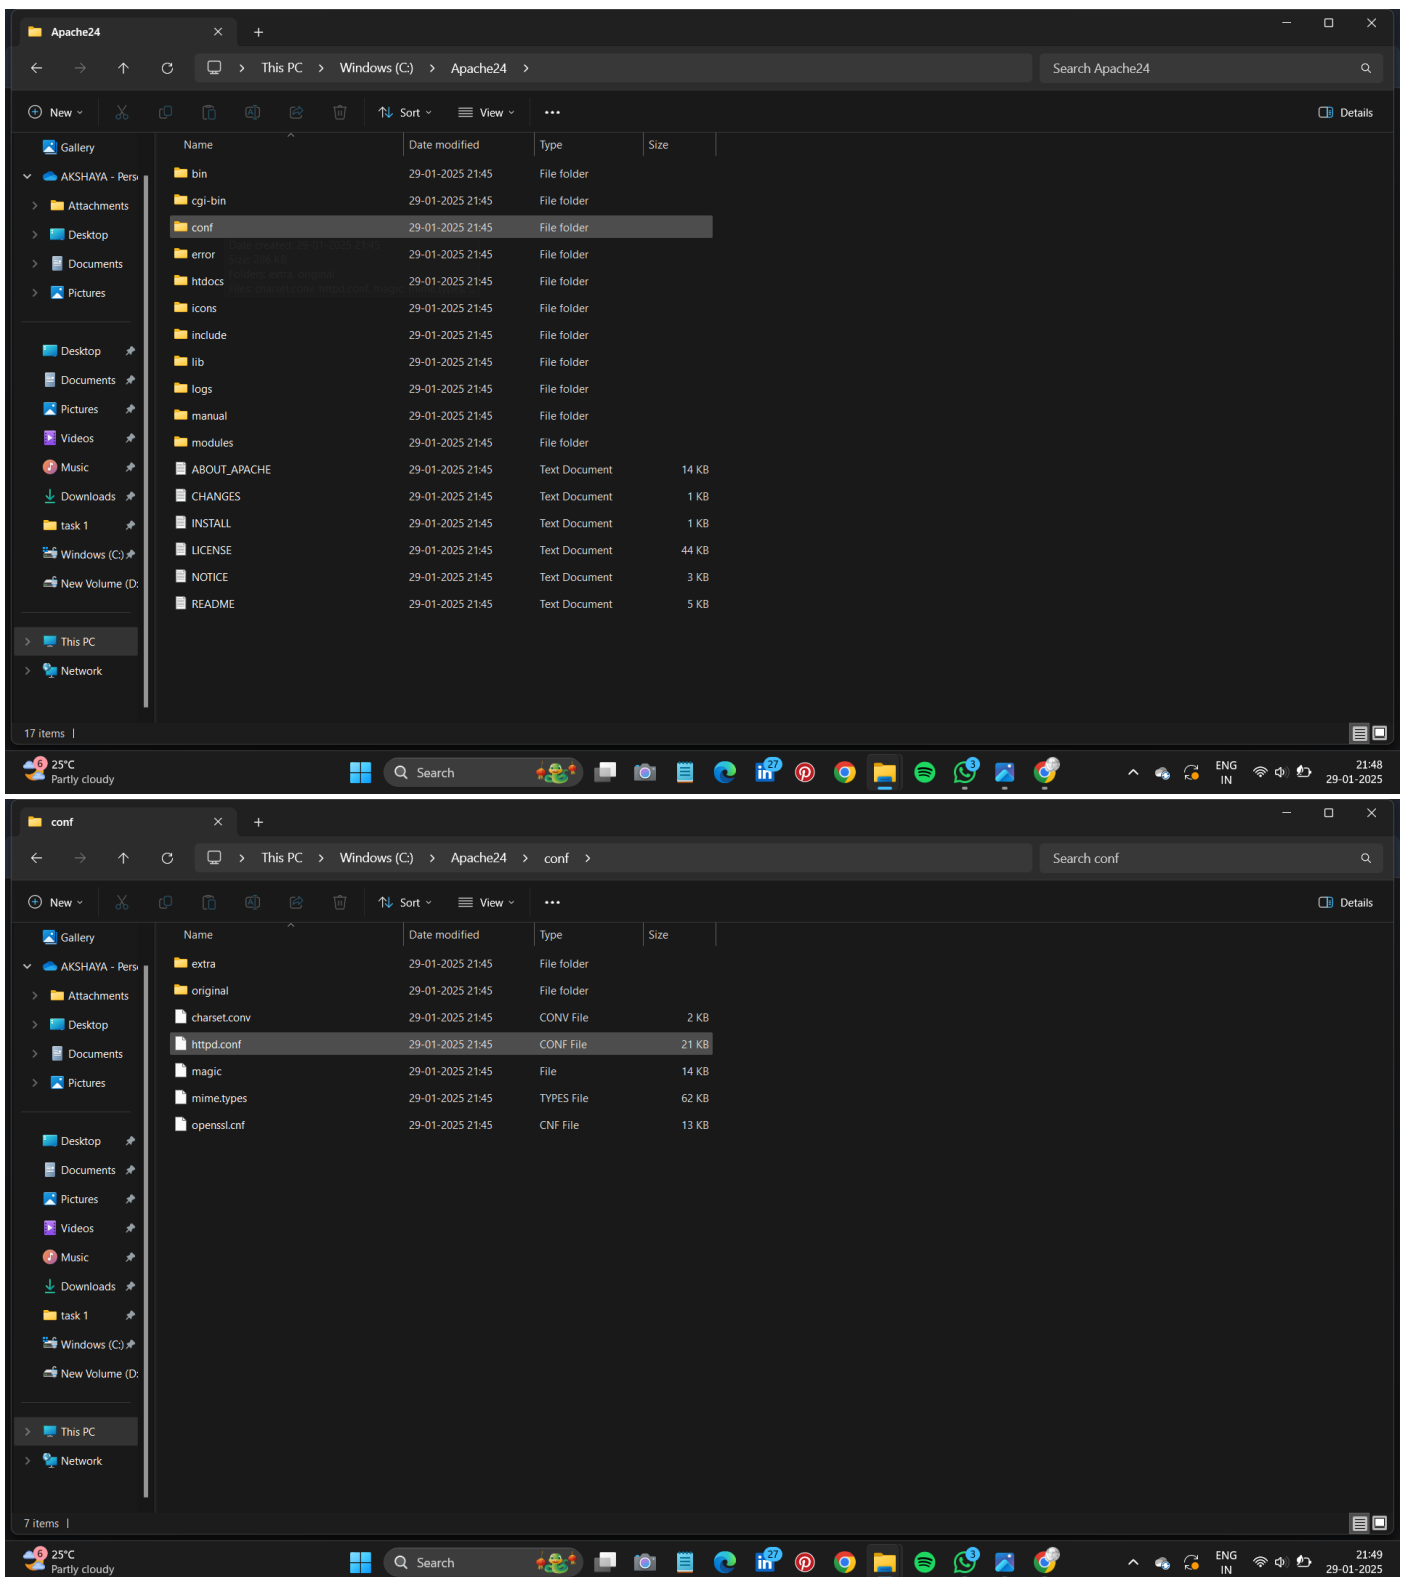 Apache24
This PC > Windows (C:) > Apache24 >
Search Apache24
New Sort View ... Details
Gallery
AKSHAYA - Pers
Attachments
Desktop
Documents
Pictures
Desktop
Documents
Pictures
Videos
Music
Downloads
task 1
Windows (C:)
New Volume (D:
This PC
Network
Name Date modified Type Size
bin 29-01-2025 21:45 File folder
cgi-bin 29-01-2025 21:45 File folder
conf 29-01-2025 21:45 File folder
Date created: 29-01-2025 21:45
error 29-01-2025 21:45 File folder
Folders: extra, original
htdocs 29-01-2025 21:45 File folder
icons 29-01-2025 21:45 File folder
include 29-01-2025 21:45 File folder
lib 29-01-2025 21:45 File folder
logs 29-01-2025 21:45 File folder
manual 29-01-2025 21:45 File folder
modules 29-01-2025 21:45 File folder
ABOUT_APACHE 29-01-2025 21:45 Text Document 14 KB
CHANGES 29-01-2025 21:45 Text Document 1 KB
INSTALL 29-01-2025 21:45 Text Document 1 KB
LICENSE 29-01-2025 21:45 Text Document 44 KB
NOTICE 29-01-2025 21:45 Text Document 3 KB
README 29-01-2025 21:45 Text Document 5 KB
17 items
6 25°C
Partly cloudy
Search
27
3
ENG
IN
21:48
29-01-2025
conf
This PC > Windows (C:) > Apache24 > conf >
Search conf
New Sort View ... Details
Gallery
AKSHAYA - Pers
Attachments
Desktop
Documents
Pictures
Desktop
Documents
Pictures
Videos
Music
Downloads
task 1
Windows (C:)
New Volume (D:
This PC
Network
Name Date modified Type Size
extra 29-01-2025 21:45 File folder
original 29-01-2025 21:45 File folder
charset.conv 29-01-2025 21:45 CONV File 2 KB
httpd.conf 29-01-2025 21:45 CONF File 21 KB
magic 29-01-2025 21:45 File 14 KB
mime.types 29-01-2025 21:45 TYPES File 62 KB
openssl.cnf 29-01-2025 21:45 CNF File 13 KB
7 items
6 25°C
Partly cloudy
Search
27
3
ENG
IN
21:49
29-01-2025